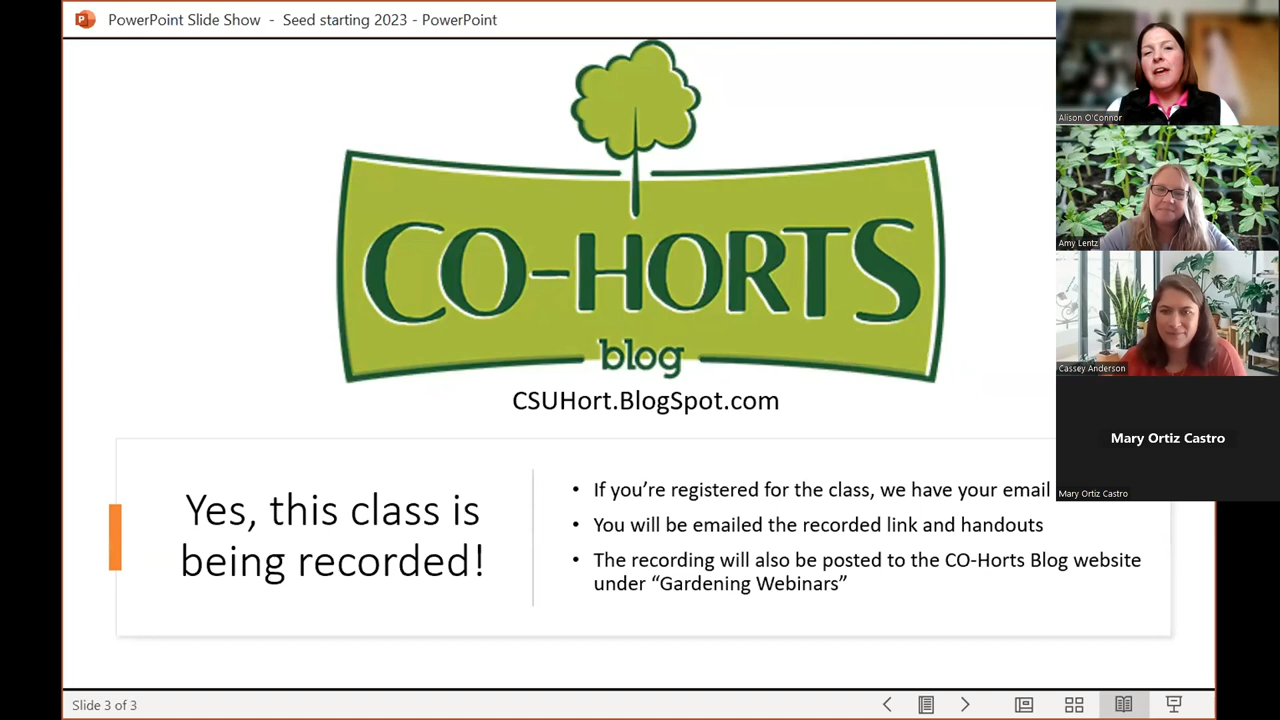 PowerPoint Slide Show - Seed starting 2023 - PowerPoint
CO-HORTS
blog
CSUHort.BlogSpot.com
Yes, this class is
being recorded!
• If you’re registered for the class, we have your email
• You will be emailed the recorded link and handouts
• The recording will also be posted to the CO-Horts Blog website
under “Gardening Webinars”
Alison O'Connor
Amy Lentz
Cassey Anderson
Mary Ortiz Castro
Mary Ortiz Castro
Slide 3 of 3